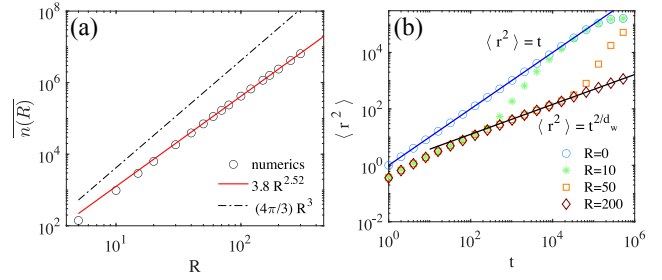 (a)
10^8
10^6
10^4
10^2
\overline{n(R)}
numerics
3.8 R^{2.52}
(4π/3) R^3
10^1
10^2
R
(b)
10^4
10^2
10^0
10^{-2}
⟨ r^2 ⟩
⟨ r^2 ⟩ = t
⟨ r^2 ⟩ = t^{2/d_w}
R=0
R=10
R=50
R=200
10^0
10^2
10^4
10^6
t